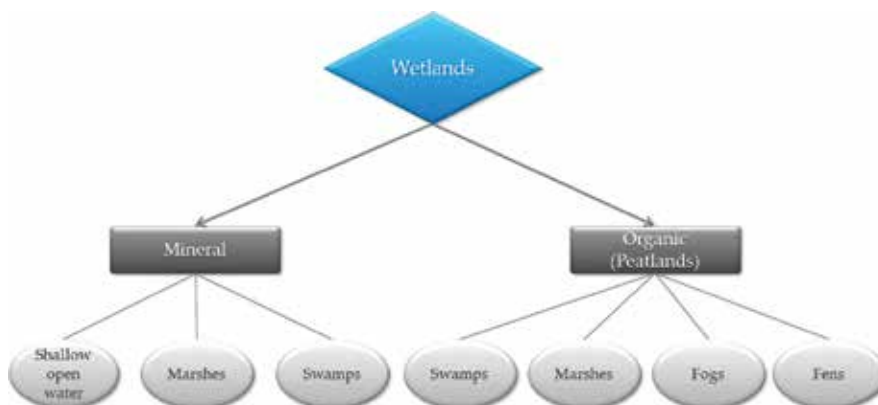 Wetlands
Mineral
Organic
(Peatlands)
Shallow
open
water
Marshes
Swamps
Swamps
Marshes
Fogs
Fens